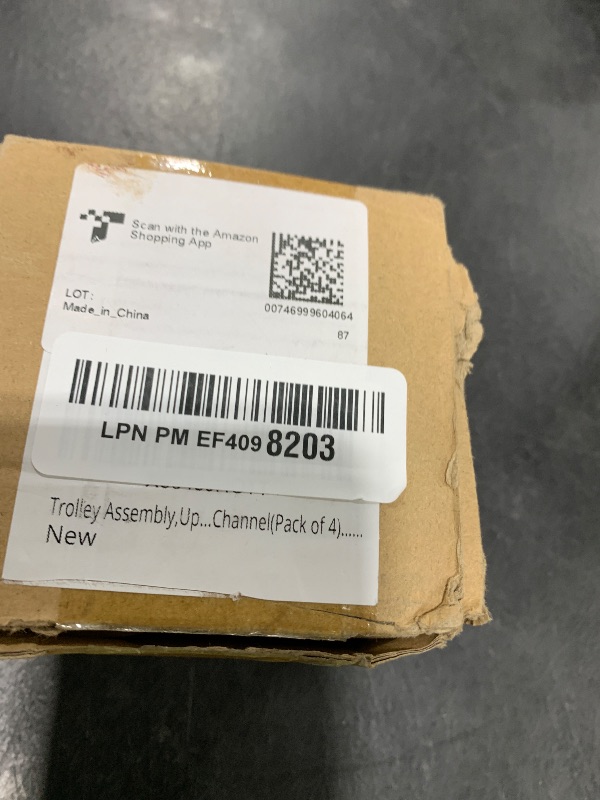 Scan with the Amazon
Shopping App
LOT:
Made_in_China
00746999604064
87
LPN PM EF409 8203
Trolley Assembly,Up...Channel(Pack of 4)......
New